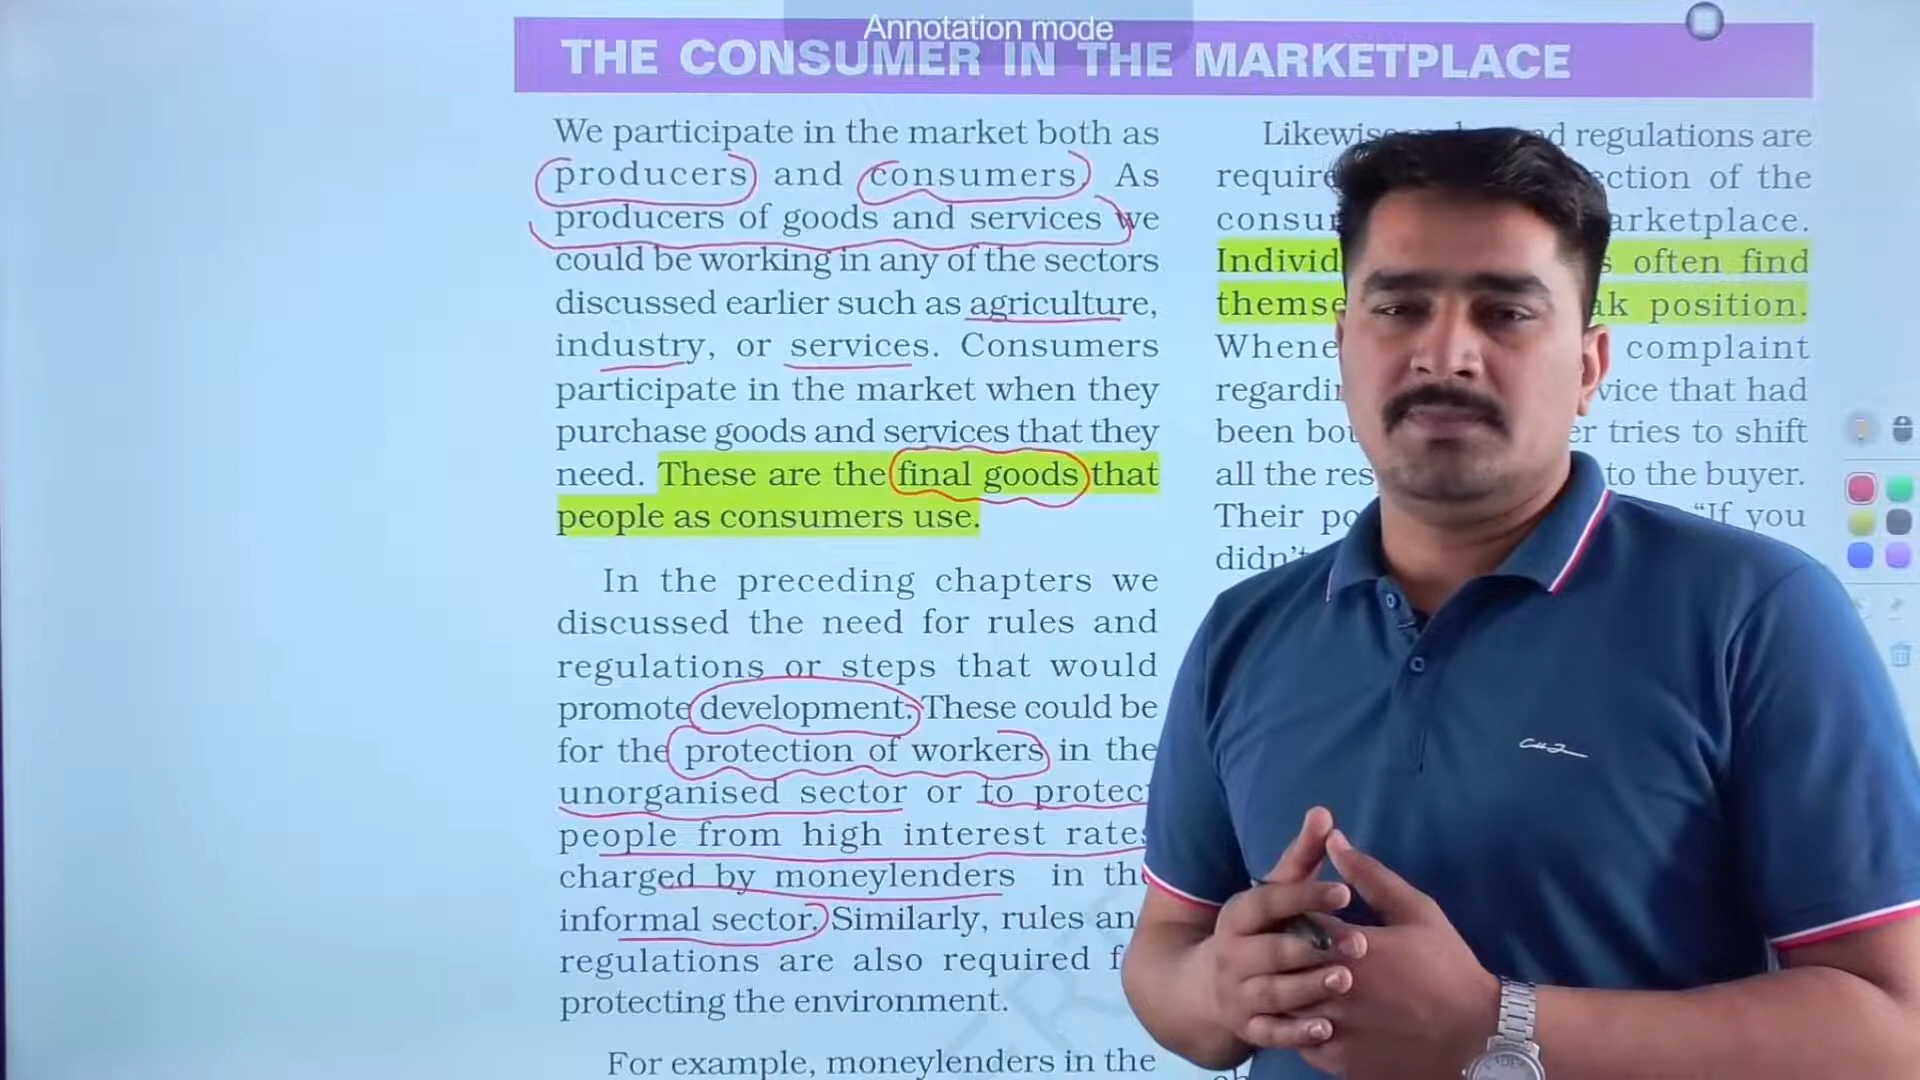 Annotation mode
THE CONSUMER IN THE MARKETPLACE
We participate in the market both as
producers and consumers. As
producers of goods and services we
could be working in any of the sectors
discussed earlier such as agriculture,
industry, or services. Consumers
participate in the market when they
purchase goods and services that they
need. These are the final goods that
people as consumers use.
In the preceding chapters we
discussed the need for rules and
regulations or steps that would
promote development. These could be
for the protection of workers in the
unorganised sector or to protect
people from high interest rates
charged by moneylenders in the
informal sector. Similarly, rules
regulations are also required
protecting the environment.
For example, moneylenders in the
Likewise regulations are
of the
marketplace.
often find
position.
complaint
that had
been tries to shift
all the to the buyer.
Their “If you
didn’t